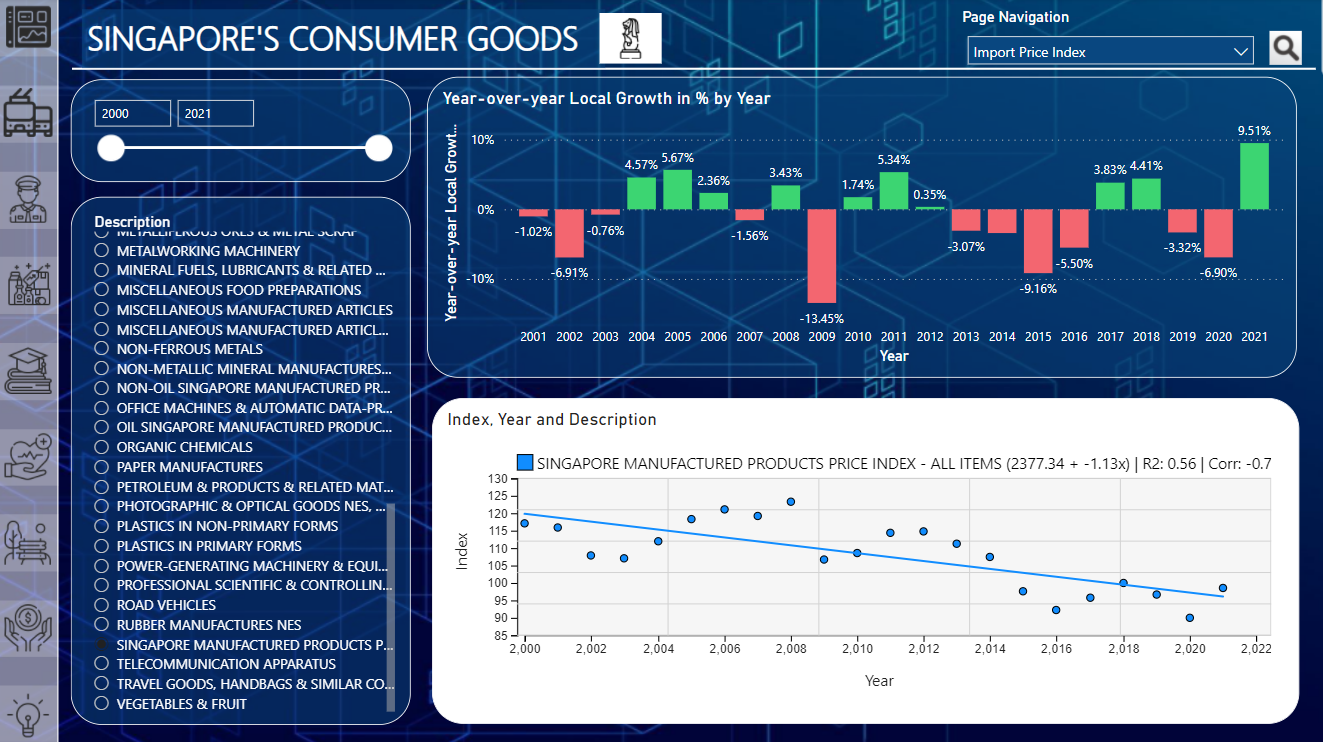 SINGAPORE'S CONSUMER GOODS
Page Navigation
Import Price Index
2000
2021
Description
METALLIFEROUS ORES & METAL SCRAP
METALWORKING MACHINERY
MINERAL FUELS, LUBRICANTS & RELATED ...
MISCELLANEOUS FOOD PREPARATIONS
MISCELLANEOUS MANUFACTURED ARTICLES
MISCELLANEOUS MANUFACTURED ARTICL...
NON-FERROUS METALS
NON-METALLIC MINERAL MANUFACTURES...
NON-OIL SINGAPORE MANUFACTURED PR...
OFFICE MACHINES & AUTOMATIC DATA-PR...
OIL SINGAPORE MANUFACTURED PRODUC...
ORGANIC CHEMICALS
PAPER MANUFACTURES
PETROLEUM & PRODUCTS & RELATED MAT...
PHOTOGRAPHIC & OPTICAL GOODS NES, ...
PLASTICS IN NON-PRIMARY FORMS
PLASTICS IN PRIMARY FORMS
POWER-GENERATING MACHINERY & EQUI...
PROFESSIONAL SCIENTIFIC & CONTROLLIN...
ROAD VEHICLES
RUBBER MANUFACTURES NES
SINGAPORE MANUFACTURED PRODUCTS P...
TELECOMMUNICATION APPARATUS
TRAVEL GOODS, HANDBAGS & SIMILAR CO...
VEGETABLES & FRUIT
Year-over-year Local Growth in % by Year
Year-over-year Local Growt...
10%
0%
-10%
-1.02% -6.91% -0.76% 4.57% 5.67% 2.36% -1.56% 3.43% -13.45% 1.74% 5.34% 0.35% -3.07% -9.16% -5.50% 3.83% 4.41% -3.32% -6.90% 9.51%
2001 2002 2003 2004 2005 2006 2007 2008 2009 2010 2011 2012 2013 2014 2015 2016 2017 2018 2019 2020 2021
Year
Index, Year and Description
SINGAPORE MANUFACTURED PRODUCTS PRICE INDEX - ALL ITEMS (2377.34 + -1.13x) | R2: 0.56 | Corr: -0.7
Index
130
125
120
115
110
105
100
95
90
85
2,000 2,002 2,004 2,006 2,008 2,010 2,012 2,014 2,016 2,018 2,020 2,022
Year